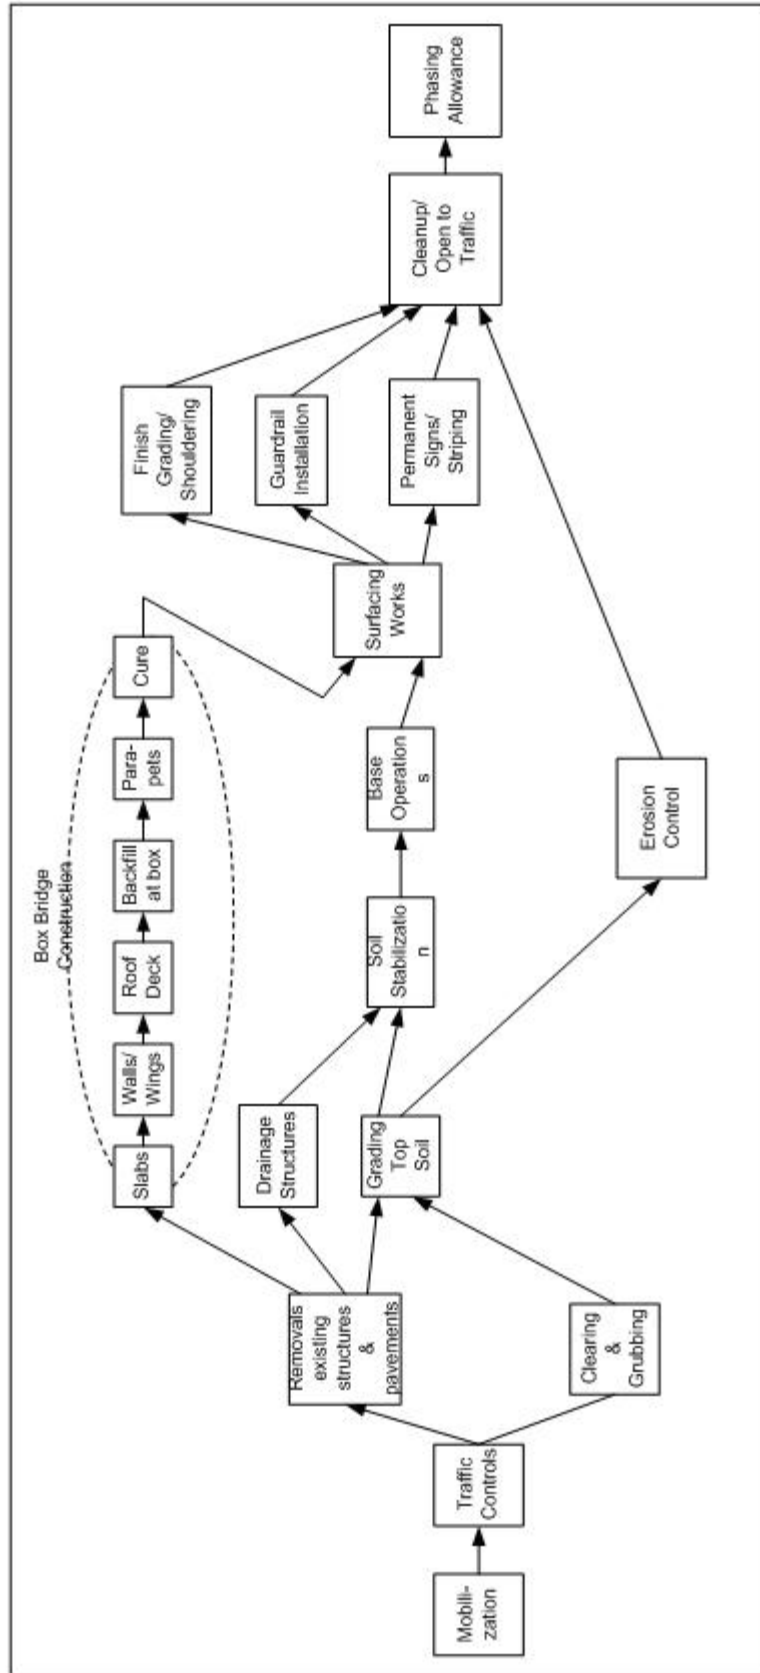 Mobili-
zation
Traffic
Controls
Removals
existing
structures
&
pavements
Clearing
&
Grubbing
Box Bridge
Construction
Slabs
Walls/
Wings
Roof
Deck
Backfill
at box
Para-
pets
Cure
Drainage
Structures
Grading
Top
Soil
Soil
Stabilizatio
n
Base
Operation
s
Surfacing
Works
Erosion
Control
Finish
Grading/
Shouldering
Guardrail
Installation
Permanent
Signs/
Striping
Cleanup/
Open to
Traffic
Phasing
Allowance